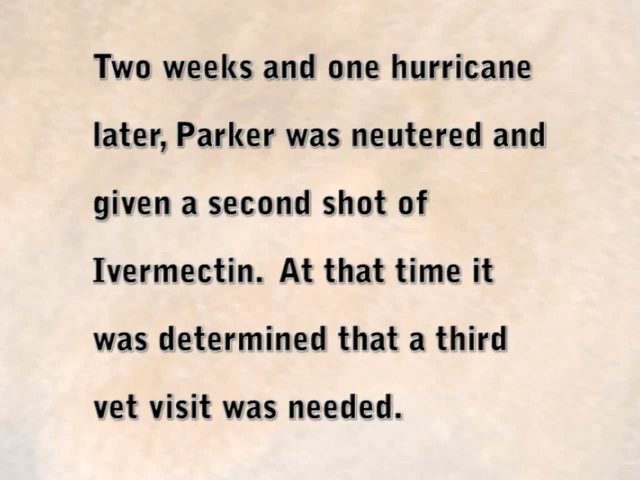 Two weeks and one hurricane
later, Parker was neutered and
given a second shot of
Ivermectin.  At that time it
was determined that a third
vet visit was needed.